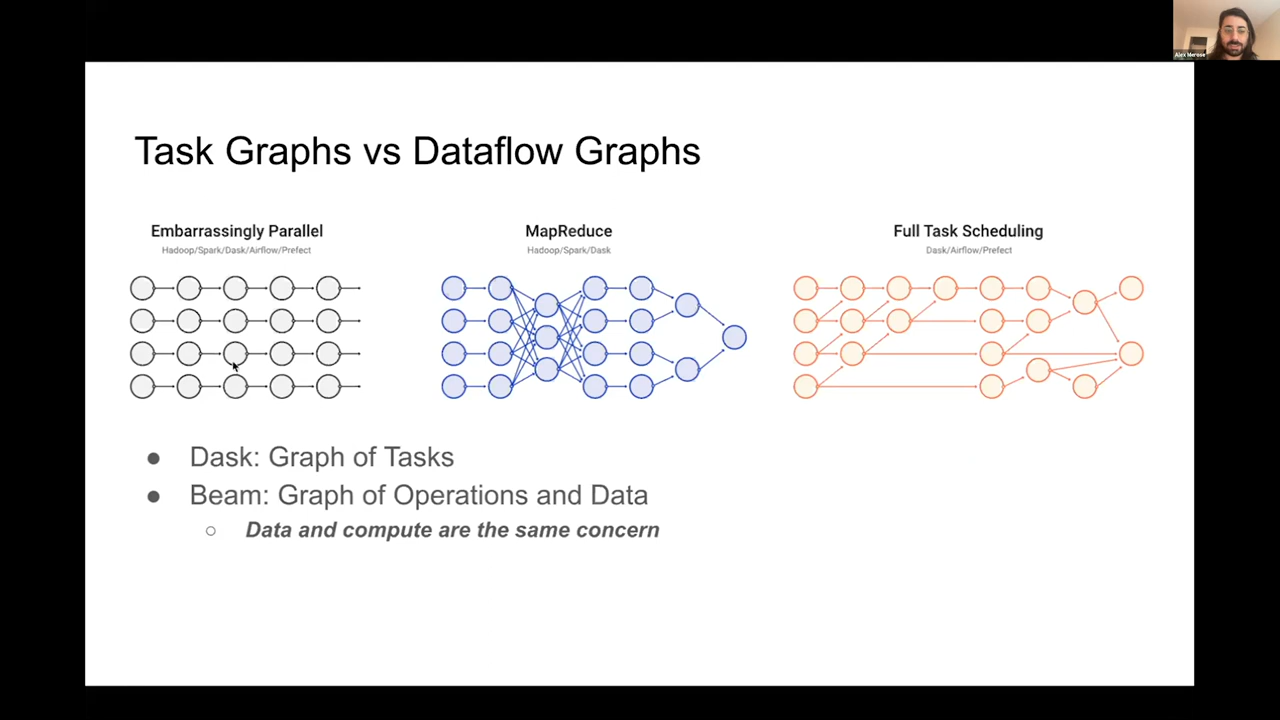 Alex Merose
Task Graphs vs Dataflow Graphs
Embarrassingly Parallel
Hadoop/Spark/Dask/Airflow/Prefect
MapReduce
Hadoop/Spark/Dask
Full Task Scheduling
Dask/Airflow/Prefect
● Dask: Graph of Tasks
● Beam: Graph of Operations and Data
○ Data and compute are the same concern